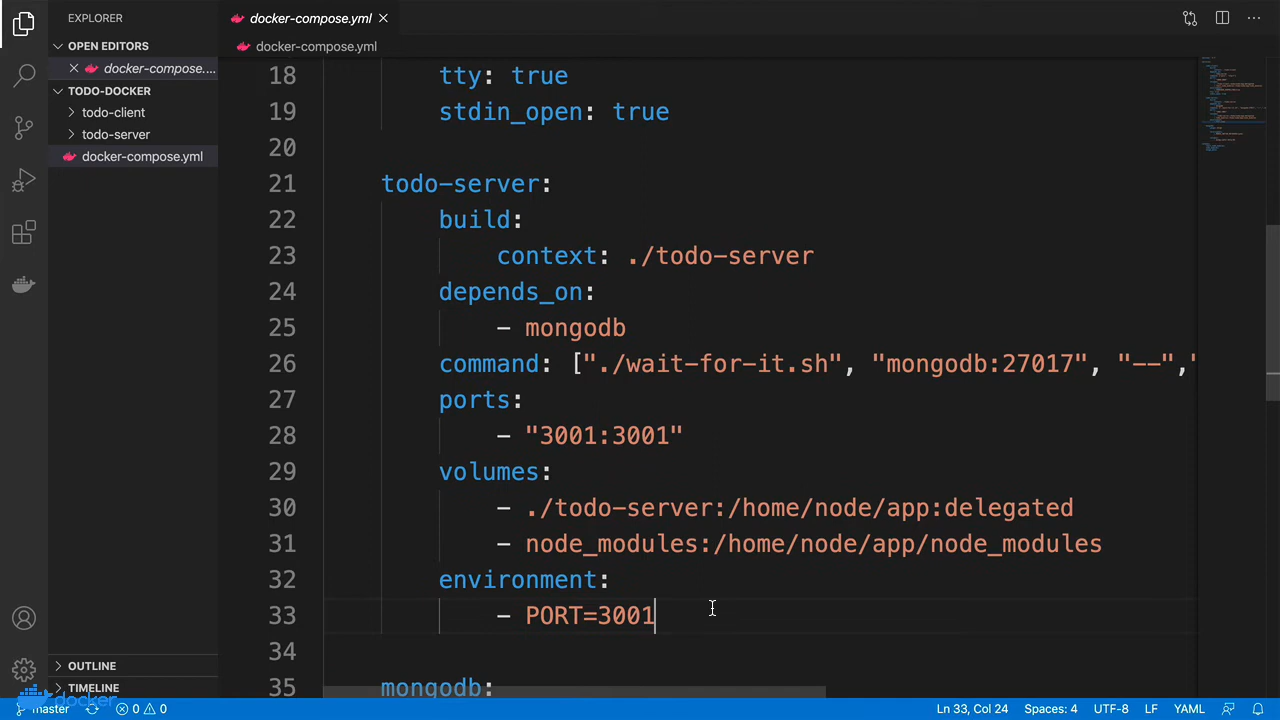 EXPLORER
docker-compose.yml
OPEN EDITORS
docker-compose....
TODO-DOCKER
todo-client
todo-server
docker-compose.yml
OUTLINE
TIMELINE
docker-compose.yml
18 tty: true
19 stdin_open: true
20
21 todo-server:
22 build:
23 context: ./todo-server
24 depends_on:
25 - mongodb
26 command: ["./wait-for-it.sh", "mongodb:27017", "--","
27 ports:
28 - "3001:3001"
29 volumes:
30 - ./todo-server:/home/node/app:delegated
31 - node_modules:/home/node/app/node_modules
32 environment:
33 - PORT=3001
34
35 mongodb:
docker
master
0 0
Ln 33, Col 24
Spaces: 4
UTF-8
LF
YAML